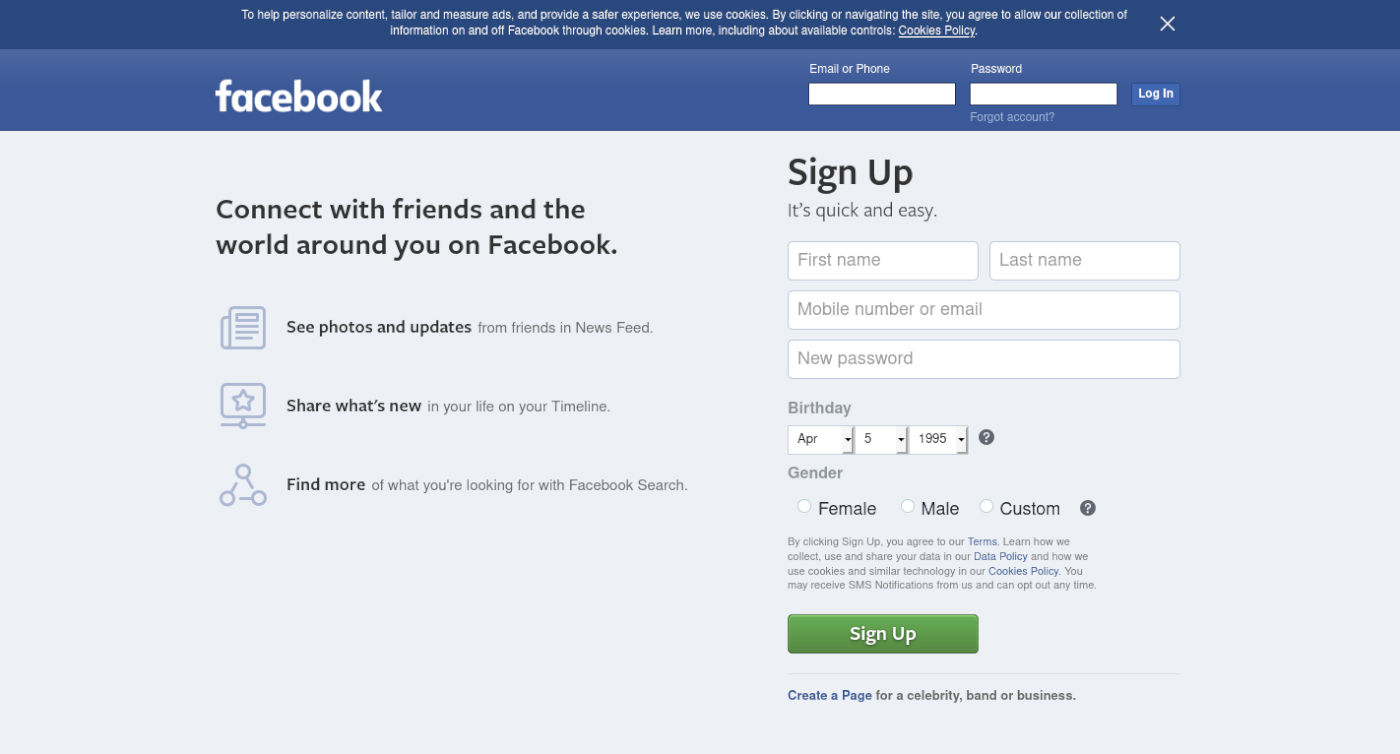 To help personalize content, tailor and measure ads, and provide a safer experience, we use cookies. By clicking or navigating the site, you agree to allow our collection of
information on and off Facebook through cookies. Learn more, including about available controls: Cookies Policy.
facebook
Email or Phone
Password
Log In
Forgot account?
Connect with friends and the
world around you on Facebook.
See photos and updates from friends in News Feed.
Share what's new in your life on your Timeline.
Find more of what you're looking for with Facebook Search.
Sign Up
It's quick and easy.
First name
Last name
Mobile number or email
New password
Birthday
Apr 5 1995 ?
Gender
Female Male Custom ?
By clicking Sign Up, you agree to our Terms. Learn how we
collect, use and share your data in our Data Policy and how we
use cookies and similar technology in our Cookies Policy. You
may receive SMS Notifications from us and can opt out any time.
Sign Up
Create a Page for a celebrity, band or business.